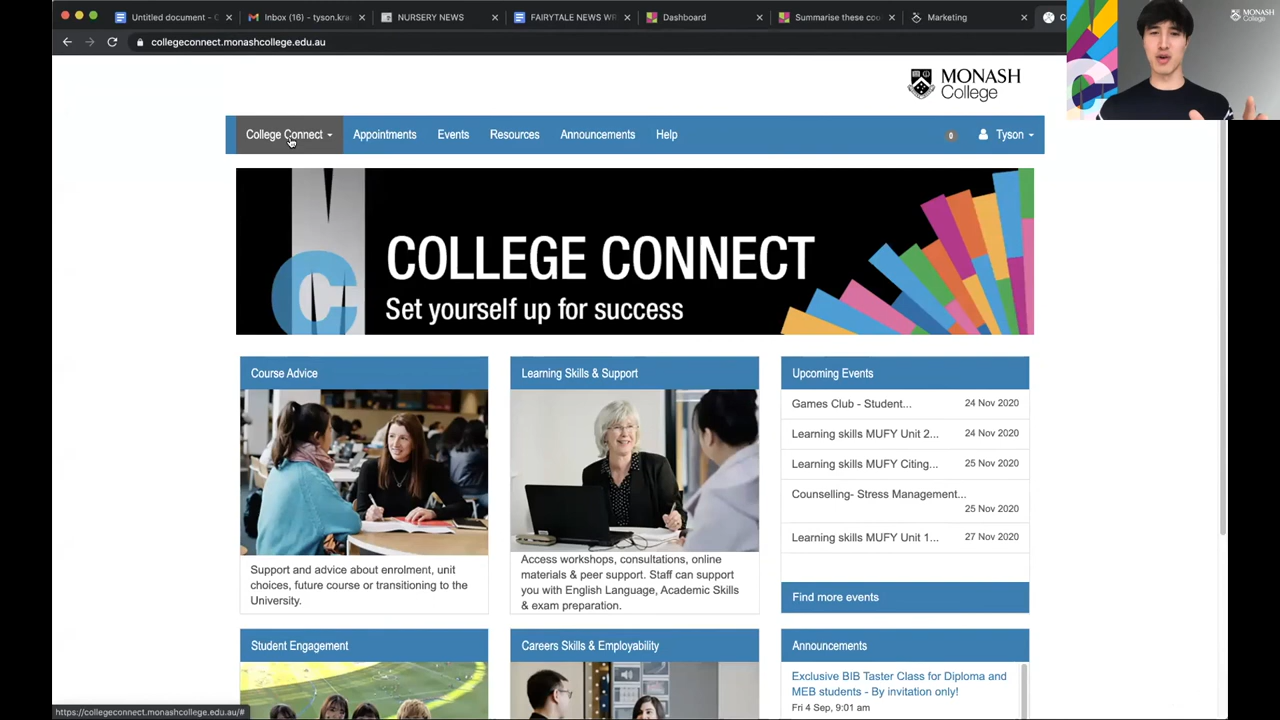 Untitled document - G
Inbox (16) - tyson.kra
NURSERY NEWS
FAIRYTALE NEWS WR
Dashboard
Summarise these cou
Marketing
collegeconnect.monashcollege.edu.au
MONASH
College
MONASH
College
College Connect
Appointments
Events
Resources
Announcements
Help
0
Tyson
COLLEGE CONNECT
Set yourself up for success
Course Advice
Support and advice about enrolment, unit
choices, future course or transitioning to the
University.
Learning Skills & Support
Access workshops, consultations, online
materials & peer support. Staff can support
you with English Language, Academic Skills
& exam preparation.
Upcoming Events
Games Club - Student... 24 Nov 2020
Learning skills MUFY Unit 2... 24 Nov 2020
Learning skills MUFY Citing... 25 Nov 2020
Counselling- Stress Management...
25 Nov 2020
Learning skills MUFY Unit 1... 27 Nov 2020
Find more events
Student Engagement
Careers Skills & Employability
Announcements
Exclusive BIB Taster Class for Diploma and
MEB students - By invitation only!
Fri 4 Sep, 9:01 am
https://collegeconnect.monashcollege.edu.au/#